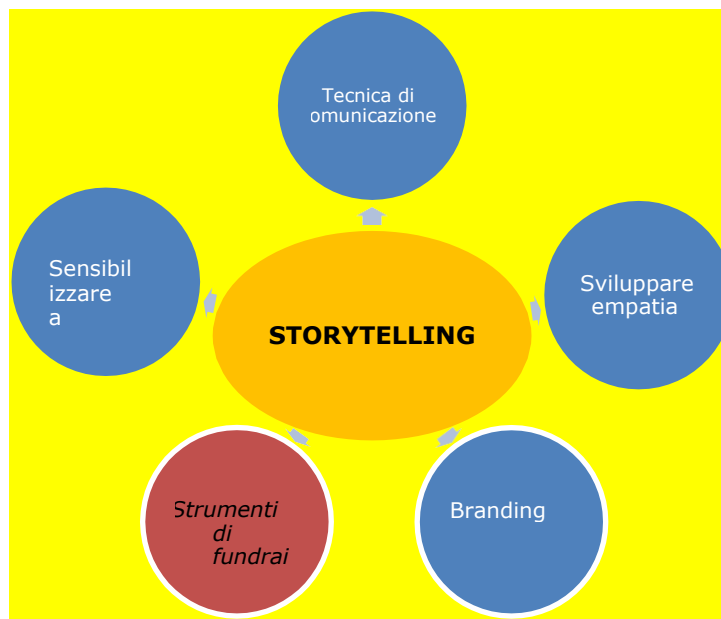 Tecnica di
omunicazione
Sensibil
izzare
a
Sviluppare
empatia
STORYTELLING
Strumenti
di
fundrai
Branding